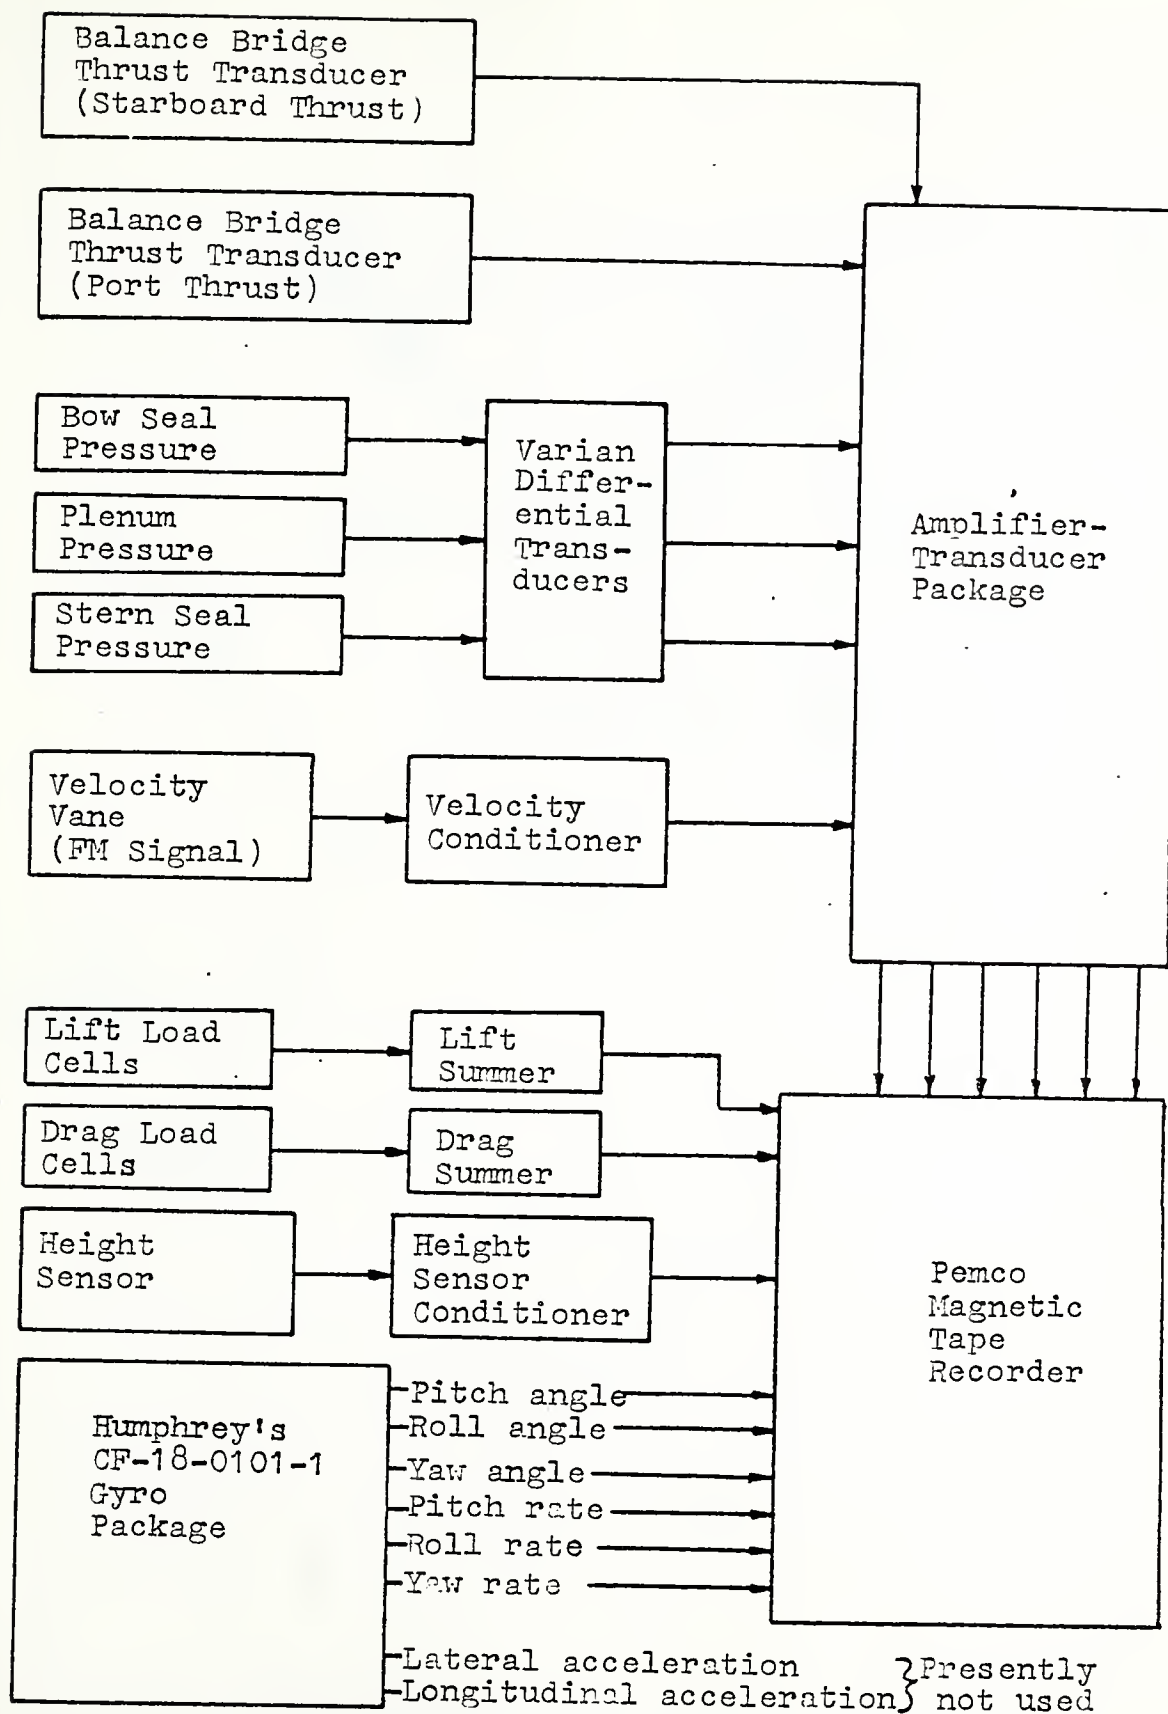 Balance Bridge
Thrust Transducer
(Starboard Thrust)
Balance Bridge
Thrust Transducer
(Port Thrust)
Bow Seal
Pressure
Plenum
Pressure
Stern Seal
Pressure
Varian
Differ-
ential
Trans-
ducers
Amplifier-
Transducer
Package
Velocity
Vane
(FM Signal)
Velocity
Conditioner
Lift Load
Cells
Lift
Summer
Drag Load
Cells
Drag
Summer
Height
Sensor
Height
Sensor
Conditioner
Pemco
Magnetic
Tape
Recorder
Humphrey's
CF-18-0101-1
Gyro
Package
Pitch angle
Roll angle
Yaw angle
Pitch rate
Roll rate
Yaw rate
Lateral acceleration
Longitudinal acceleration
Presently
not used